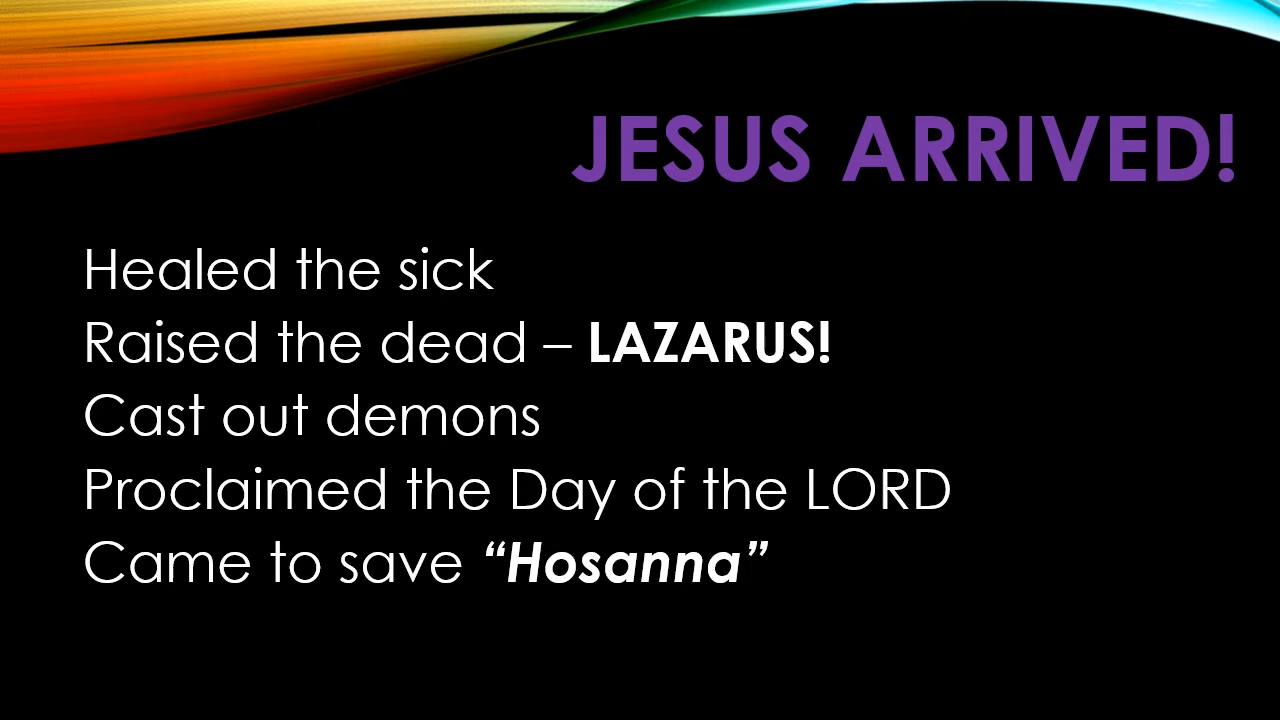 JESUS ARRIVED!
Healed the sick
Raised the dead – LAZARUS!
Cast out demons
Proclaimed the Day of the LORD
Came to save “Hosanna”